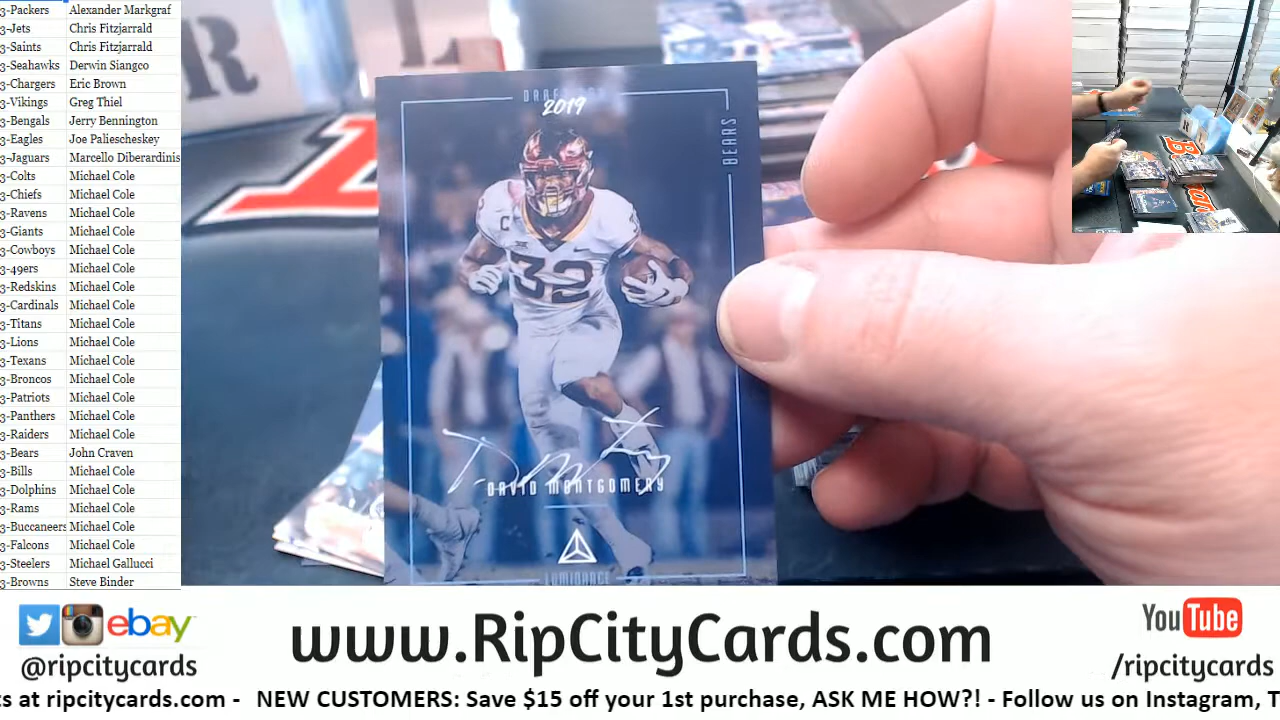 3-Packers Alexander Markgraf
3-Jets Chris Fitzjarrald
3-Saints Chris Fitzjarrald
3-Seahawks Derwin Siangco
3-Chargers Eric Brown
3-Vikings Greg Thiel
3-Bengals Jerry Bennington
3-Eagles Joe Paliescheskey
3-Jaguars Marcello Diberardinis
3-Colts Michael Cole
3-Chiefs Michael Cole
3-Ravens Michael Cole
3-Giants Michael Cole
3-Cowboys Michael Cole
3-49ers Michael Cole
3-Redskins Michael Cole
3-Cardinals Michael Cole
3-Titans Michael Cole
3-Lions Michael Cole
3-Texans Michael Cole
3-Broncos Michael Cole
3-Patriots Michael Cole
3-Panthers Michael Cole
3-Raiders Michael Cole
3-Bears John Craven
3-Bills Michael Cole
3-Dolphins Michael Cole
3-Rams Michael Cole
3-Buccaneers Michael Cole
3-Falcons Michael Cole
3-Steelers Michael Gallucci
3-Browns Steve Binder
2019
BEARS
C
32
32
DAVID MONTGOMERY
LUMINANCE
ebay
@ripcitycards
www.RipCityCards.com
YouTube
/ripcitycards
ts at ripcitycards.com - NEW CUSTOMERS: Save $15 off your 1st purchase, ASK ME HOW?! - Follow us on Instagram, T